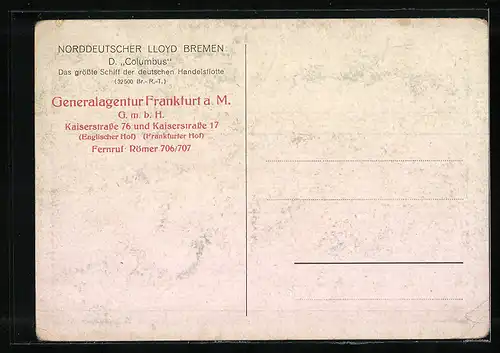 NORDDEUTSCHER LLOYD BREMEN
D. „Columbus"
Das größte Schiff der deutschen Handelsflotte
(32500 Br.-R.-T.)
Generalagentur Frankfurt a. M.
G. m. b. H.
Kaiserstraße 76 und Kaiserstraße 17
(Englischer Hof) (Frankfurter Hof)
Fernruf Römer 706/707